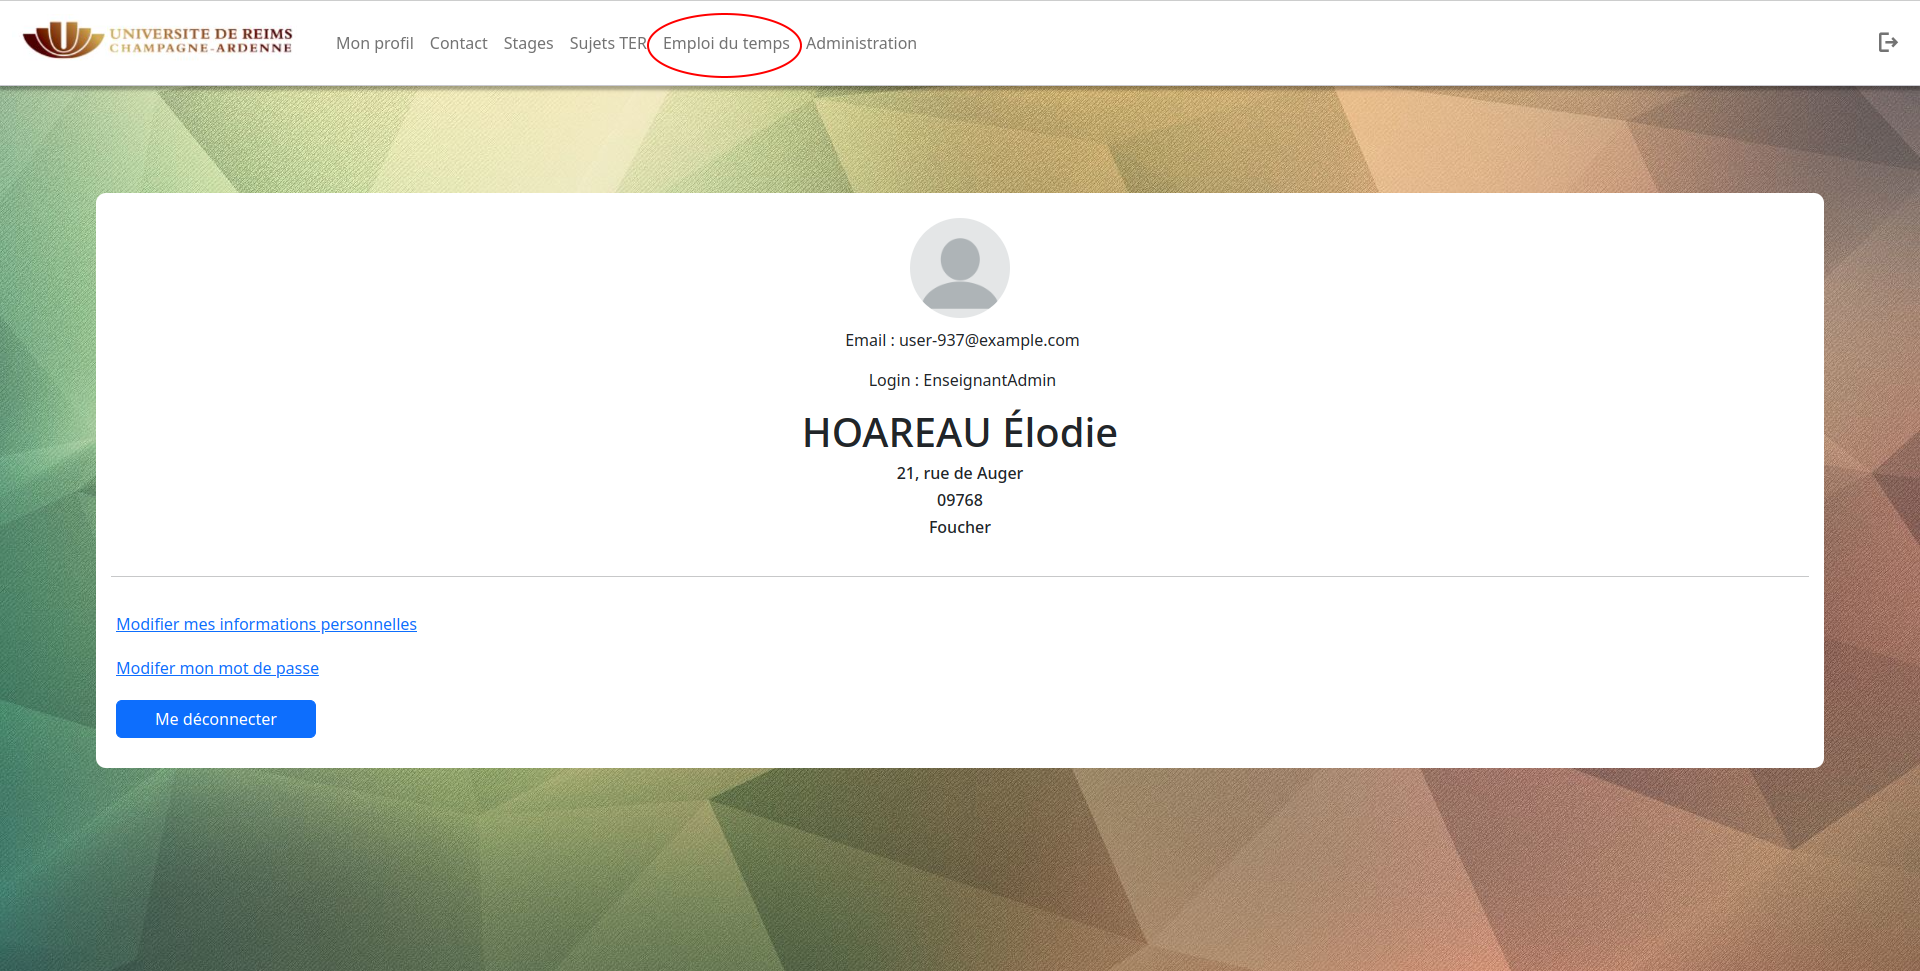 UNIVERSITE DE REIMS
CHAMPAGNE-ARDENNE
Mon profil Contact Stages Sujets TER Emploi du temps Administration
Email : user-937@example.com
Login : EnseignantAdmin
HOAREAU Élodie
21, rue de Auger
09768
Foucher
Modifier mes informations personnelles
Modifer mon mot de passe
Me déconnecter